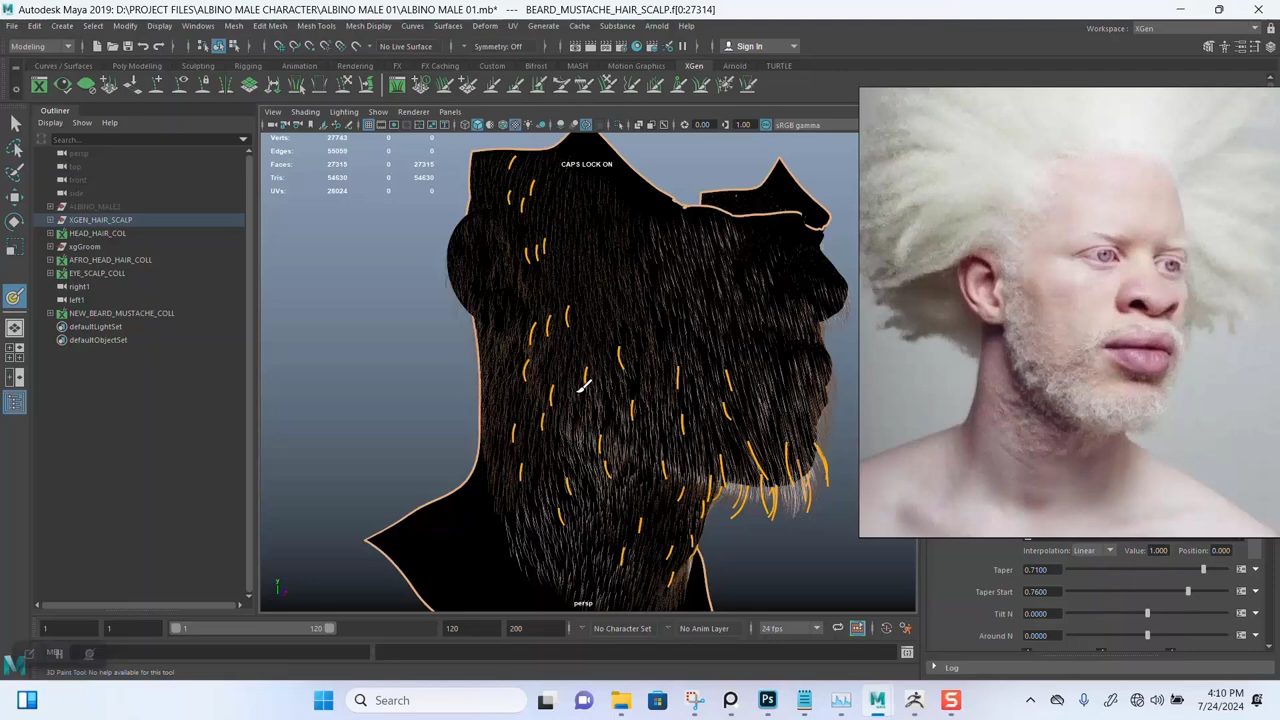 Autodesk Maya 2019: D:\PROJECT FILES\ALBINO MALE CHARACTER\ALBINO MALE 01\ALBINO MALE 01.mb* --- BEARD_MUSTACHE_HAIR_SCALP.f[0:27314]
File Edit Create Select Modify Display Windows Mesh Edit Mesh Mesh Tools Mesh Display Curves Surfaces Deform UV Generate Cache Substance Arnold Help
Workspace : XGen
Modeling No Live Surface Symmetry: Off Sign In
Curves / Surfaces Poly Modeling Sculpting Rigging Animation Rendering FX FX Caching Custom Bifrost MASH Motion Graphics XGen Arnold TURTLE
Outliner
Display Show Help
Search...
persp
top
front
side
ALBINO_MALE2
XGEN_HAIR_SCALP
HEAD_HAIR_COL
xgGroom
AFRO_HEAD_HAIR_COLL
EYE_SCALP_COLL
right1
left1
NEW_BEARD_MUSTACHE_COLL
defaultLightSet
defaultObjectSet
View Shading Lighting Show Renderer Panels
0.00 1.00 sRGB gamma
Verts: 27743 0 0
Edges: 55059 0 0
Faces: 27315 27315 0
Tris: 54630 54630 0
UVs: 28024 0 0
CAPS LOCK ON
persp
Interpolation: Linear Value: 1.000 Position: 0.000
Taper 0.7100
Taper Start 0.7600
Tilt N 0.0000
Around N 0.0000
Log
1 1 1 120 120 200 No Character Set No Anim Layer 24 fps
3D Paint Tool: No help available for this tool
Search
4:10 PM
7/24/2024